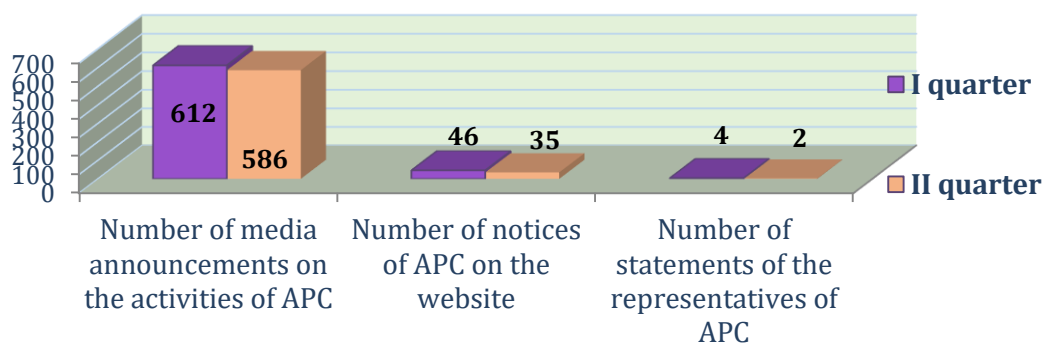 700
600
500
400
300
200
100
0
612
586
46
35
4
2
I quarter
II quarter
Number of media
announcements on
the activities of APC
Number of notices
of APC on the
website
Number of
statements of the
representatives of
APC